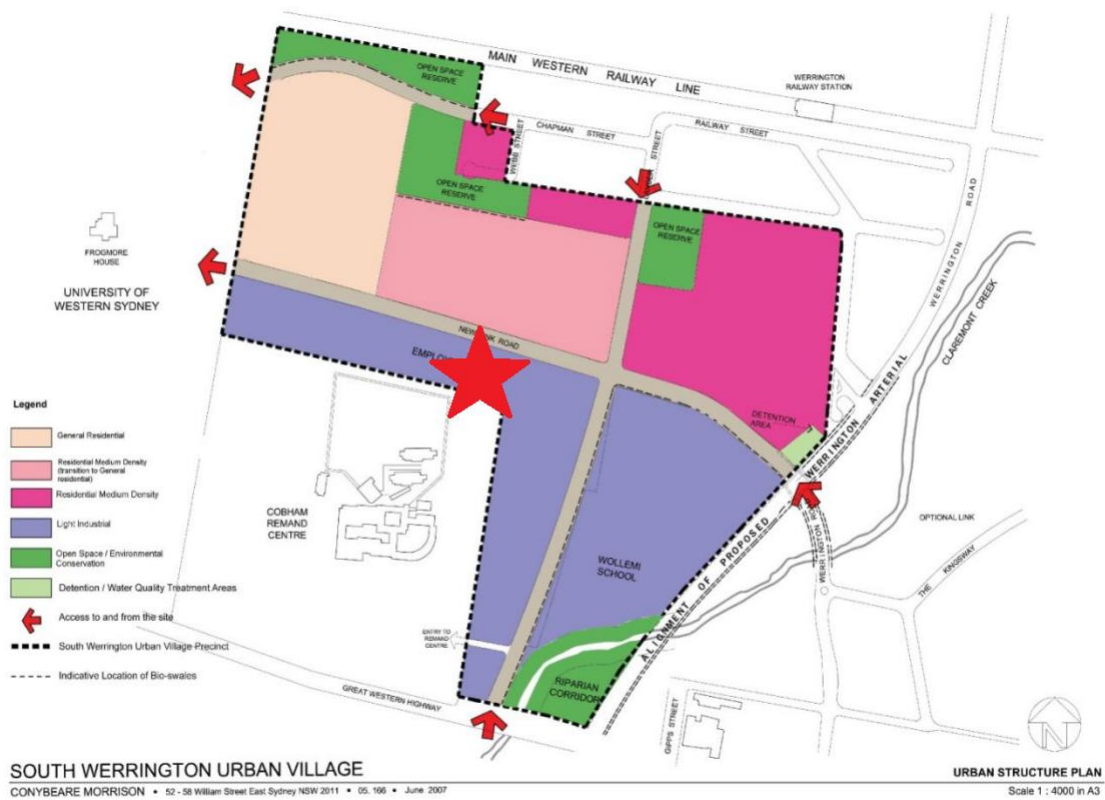 MAIN WESTERN RAILWAY LINE
WERRINGTON
RAILWAY STATION
OPEN SPACE
RESERVE
CHAPMAN STREET
RAILWAY STREET
WEBB STREET
STREET
OPEN SPACE
RESERVE
OPEN SPACE
RESERVE
WERRINGTON ROAD
CLAREMONT CREEK
FROGMORE
HOUSE
UNIVERSITY OF
WESTERN SYDNEY
ROAD
DETENTION
AREA
ALIGNMENT OF PROPOSED WERRINGTON ARTERIAL
Legend
General Residential
Residential Medium Density
(transition to General
residential)
Residential Medium Density
Light Industrial
Open Space / Environmental
Conservation
Detention / Water Quality Treatment Areas
Access to and from the site
South Werrington Urban Village Precinct
Indicative Location of Bio-swales
COBHAM
REMAND
CENTRE
WOLLEMI
SCHOOL
OPTIONAL LINK
WERRINGTON
THE KINGSWAY
ENTRY TO
REMAND
CENTRE
RIPARIAN
CORRIDOR
GREAT WESTERN HIGHWAY
GIPPS STREET
N
SOUTH WERRINGTON URBAN VILLAGE
URBAN STRUCTURE PLAN
CONYBEARE MORRISON • 52 - 58 William Street East Sydney NSW 2011 • 05. 166 • June 2007
Scale 1 : 4000 in A3